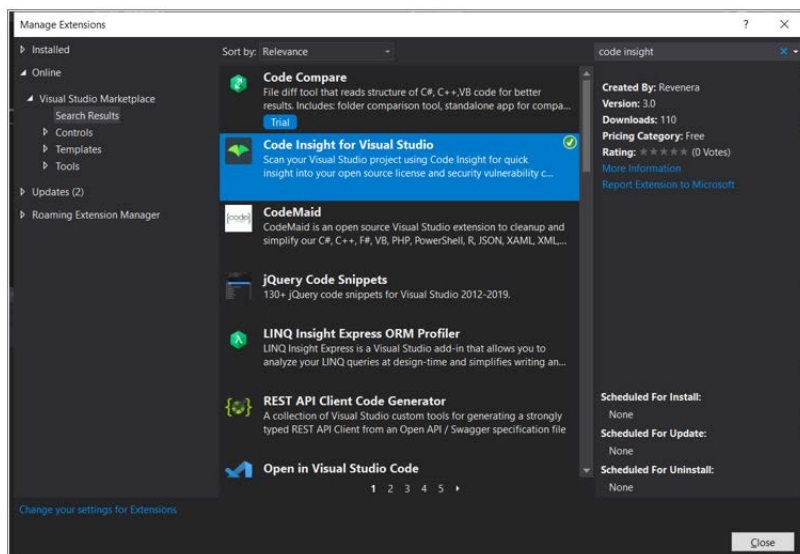 Manage Extensions
?
Installed
Online
Visual Studio Marketplace
Search Results
Controls
Templates
Tools
Updates (2)
Roaming Extension Manager
Sort by: Relevance
Code Compare
File diff tool that reads structure of C#, C++,VB code for better
results. Includes: folder comparison tool, standalone app for compa...
Trial
Code Insight for Visual Studio
Scan your Visual Studio project using Code Insight for quick
insight into your open source license and security vulnerability c...
[code]
CodeMaid
CodeMaid is an open source Visual Studio extension to cleanup and
simplify our C#, C++, F#, VB, PHP, PowerShell, R, JSON, XAML, XML,...
jQuery Code Snippets
130+ jQuery code snippets for Visual Studio 2012-2019.
LINQ Insight Express ORM Profiler
LINQ Insight Express is a Visual Studio add-in that allows you to
analyze your LINQ queries at design-time and simplifies writing an...
REST API Client Code Generator
A collection of Visual Studio custom tools for generating a strongly
typed REST API Client from an Open API / Swagger specification file
Open in Visual Studio Code
1 2 3 4 5
code insight
Created By: Revenera
Version: 3.0
Downloads: 110
Pricing Category: Free
Rating: (0 Votes)
More Information
Report Extension to Microsoft
Scheduled For Install:
None
Scheduled For Update:
None
Scheduled For Uninstall:
None
Change your settings for Extensions
Close